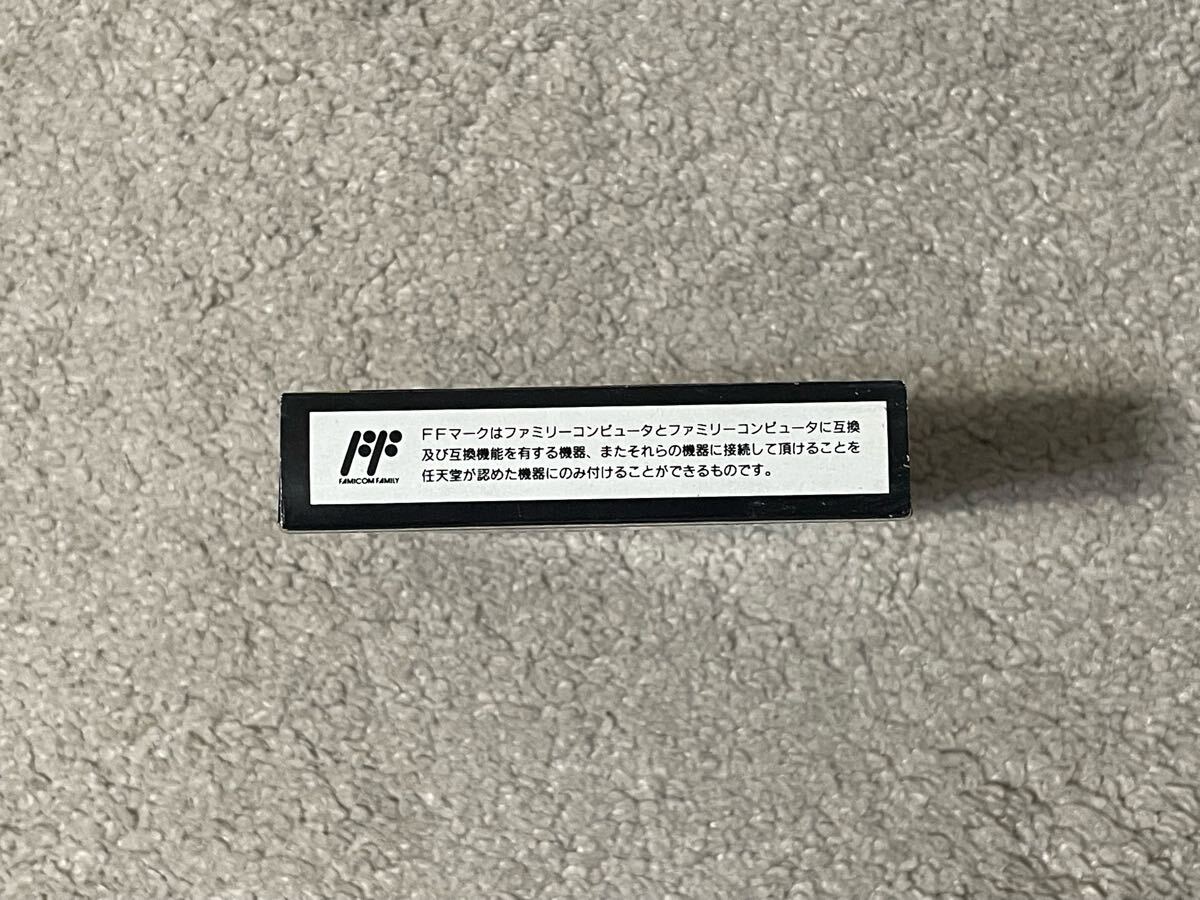 FFマークはファミリーコンピュータとファミリーコンピュータに互換
及び互換機能を有する機器、またそれらの機器に接続して頂けることを
任天堂が認めた機器にのみ付けることができるものです。
FF
FAMICOM FAMILY